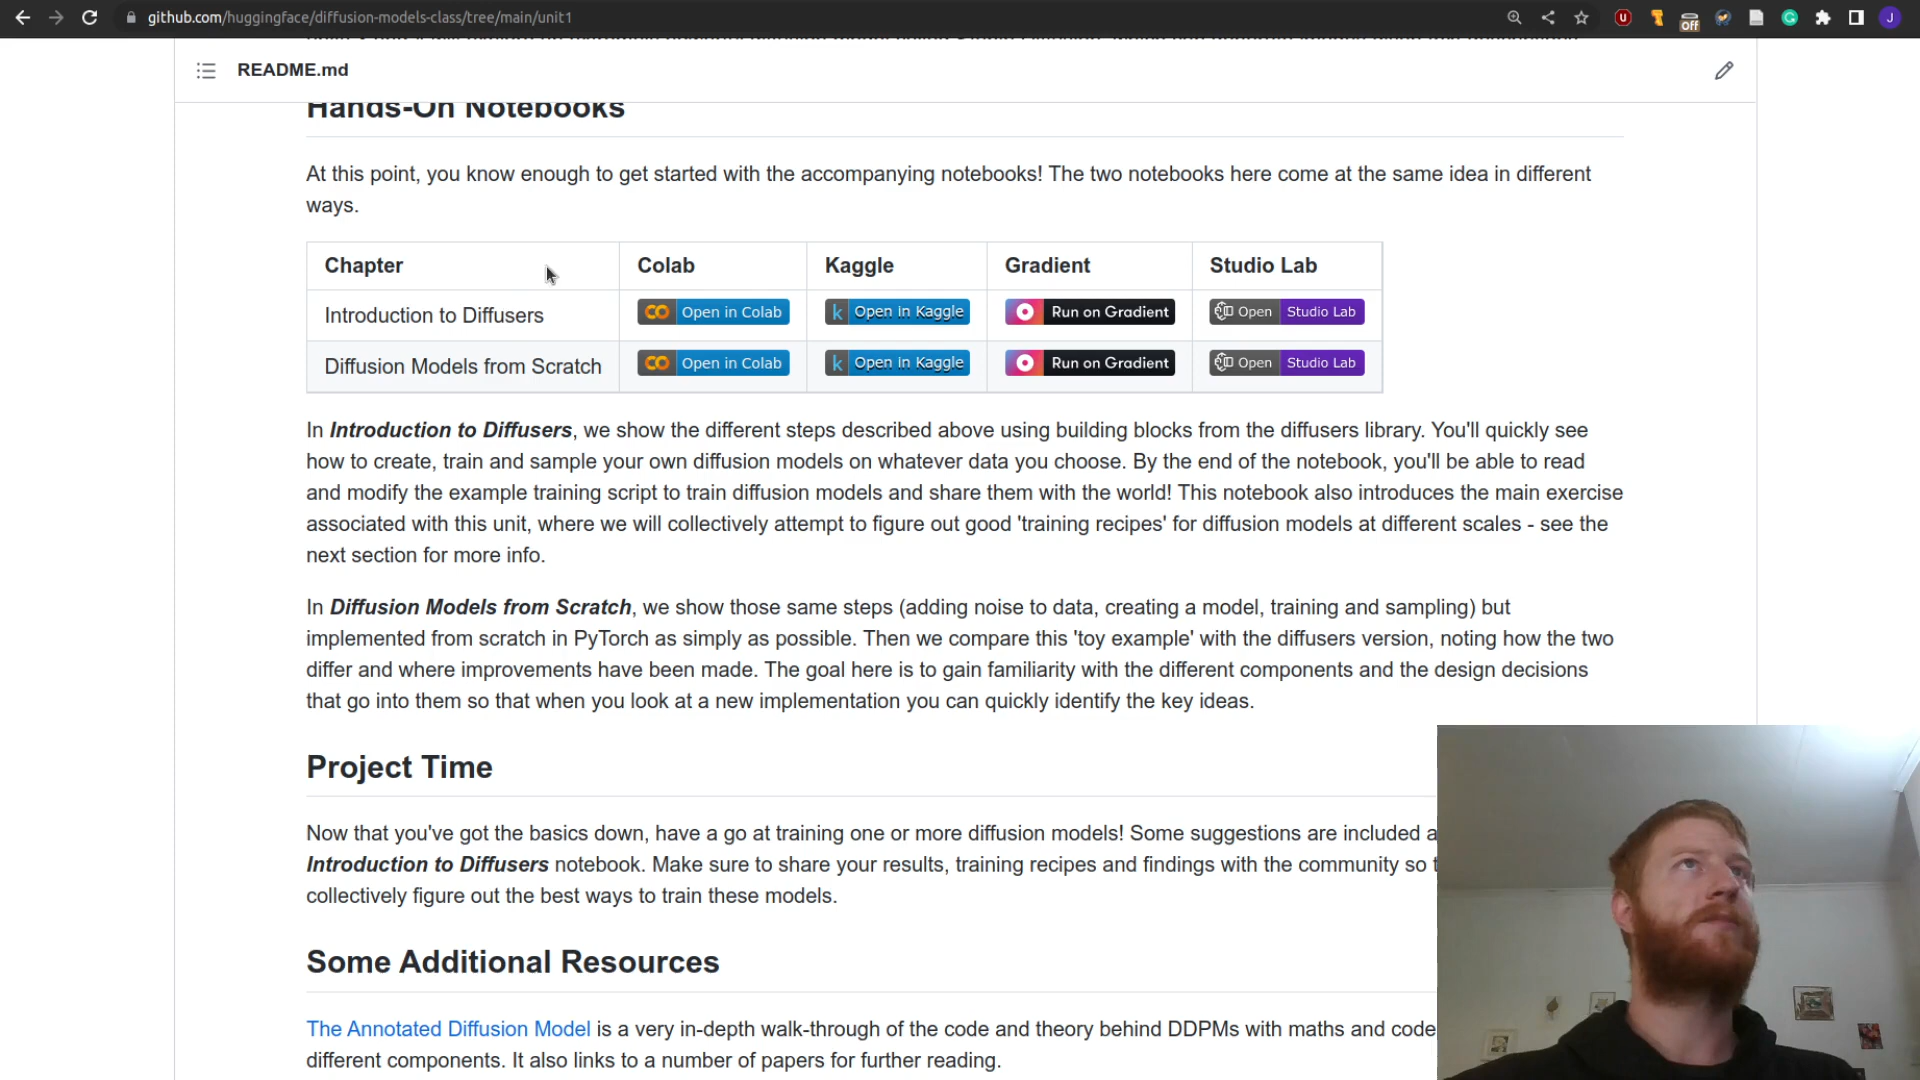 github.com/huggingface/diffusion-models-class/tree/main/unit1
Off
J
README.md
Hands-On Notebooks
At this point, you know enough to get started with the accompanying notebooks! The two notebooks here come at the same idea in different
ways.
Chapter Colab Kaggle Gradient Studio Lab
Introduction to Diffusers Open in Colab k Open in Kaggle Run on Gradient Open Studio Lab
Diffusion Models from Scratch Open in Colab k Open in Kaggle Run on Gradient Open Studio Lab
In Introduction to Diffusers, we show the different steps described above using building blocks from the diffusers library. You'll quickly see
how to create, train and sample your own diffusion models on whatever data you choose. By the end of the notebook, you'll be able to read
and modify the example training script to train diffusion models and share them with the world! This notebook also introduces the main exercise
associated with this unit, where we will collectively attempt to figure out good 'training recipes' for diffusion models at different scales - see the
next section for more info.
In Diffusion Models from Scratch, we show those same steps (adding noise to data, creating a model, training and sampling) but
implemented from scratch in PyTorch as simply as possible. Then we compare this 'toy example' with the diffusers version, noting how the two
differ and where improvements have been made. The goal here is to gain familiarity with the different components and the design decisions
that go into them so that when you look at a new implementation you can quickly identify the key ideas.
Project Time
Now that you've got the basics down, have a go at training one or more diffusion models! Some suggestions are included a
Introduction to Diffusers notebook. Make sure to share your results, training recipes and findings with the community so t
collectively figure out the best ways to train these models.
Some Additional Resources
The Annotated Diffusion Model is a very in-depth walk-through of the code and theory behind DDPMs with maths and code
different components. It also links to a number of papers for further reading.